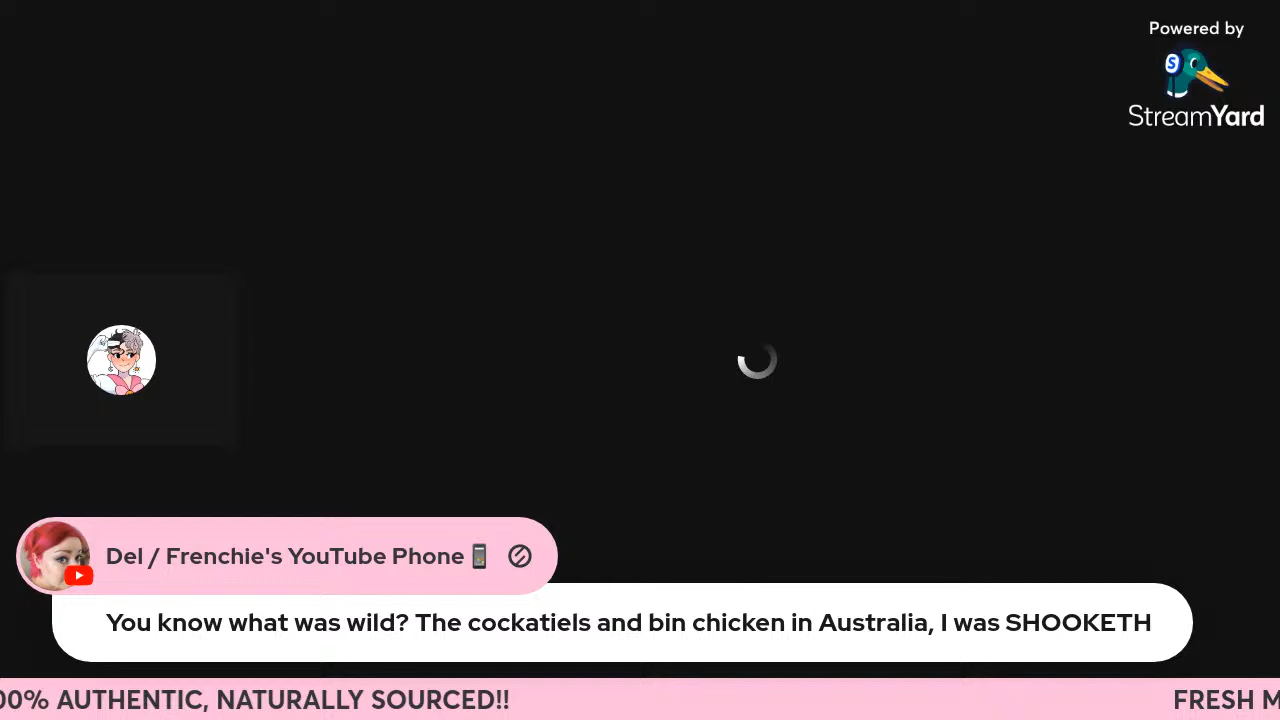 Powered by
S
StreamYard
Del / Frenchie's YouTube Phone
You know what was wild? The cockatiels and bin chicken in Australia, I was SHOOKETH
00% AUTHENTIC, NATURALLY SOURCED!!
FRESH M